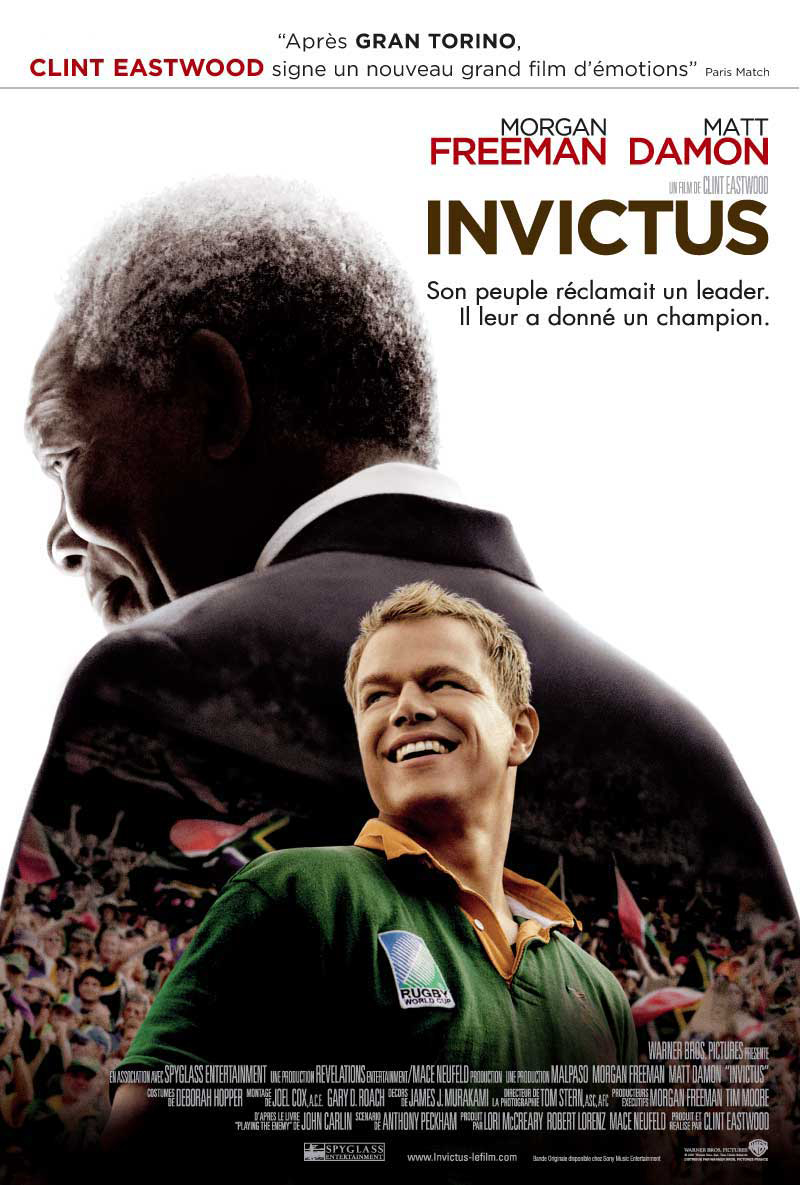 “Après GRAN TORINO,
CLINT EASTWOOD signe un nouveau grand film d’émotions” Paris Match
MORGAN MATT
FREEMAN DAMON
UN FILM DE CLINT EASTWOOD
INVICTUS
Son peuple réclamait un leader.
Il leur a donné un champion.
RUGBY
WORLD CUP
WARNER BROS. PICTURES PRÉSENTE
EN ASSOCIATION AVEC SPYGLASS ENTERTAINMENT UNE PRODUCTION REVELATIONS ENTERTAINMENT/MACE NEUFELD PRODUCTION UNE PRODUCTION MALPASO MORGAN FREEMAN MATT DAMON “INVICTUS”
COSTUMES DE DEBORAH HOPPER MONTAGE DE JOEL COX, A.C.E. GARY D. ROACH DÉCORS DE JAMES J. MURAKAMI DIRECTEUR DE LA PHOTOGRAPHIE TOM STERN, ASC, AFC PRODUCTEURS EXÉCUTIFS MORGAN FREEMAN TIM MOORE
D’APRÈS LE LIVRE “PLAYING THE ENEMY” DE JOHN CARLIN SCÉNARIO DE ANTHONY PECKHAM PRODUIT PAR LORI McCREARY ROBERT LORENZ MACE NEUFELD PRODUIT ET RÉALISÉ PAR CLINT EASTWOOD
SPYGLASS
ENTERTAINMENT
www.Invictus-lefilm.com
Bande Originale disponible chez Sony Music Entertainment
WARNER BROS. PICTURES